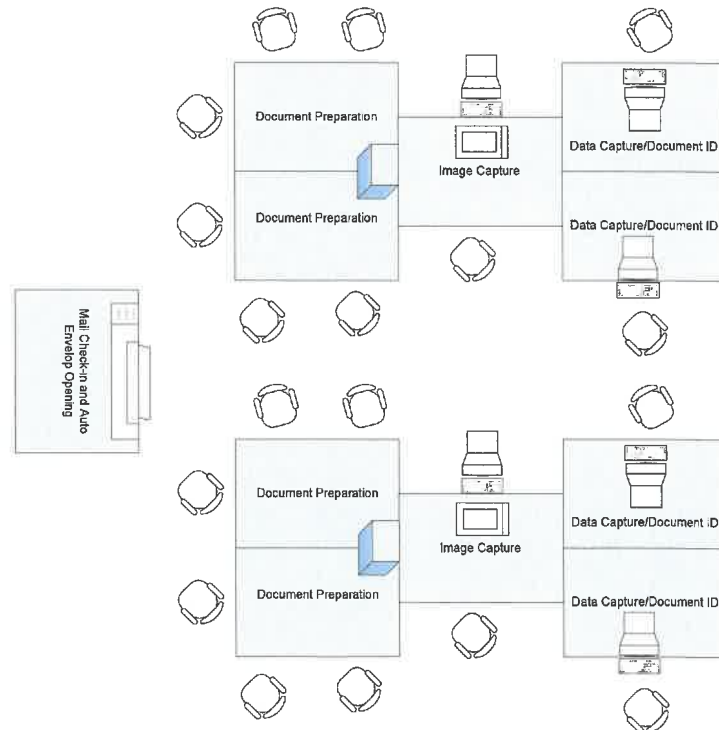 Document Preparation
Image Capture
Data Capture/Document ID
Document Preparation
Data Capture/Document ID
Mail Check-in and Auto
Envelop Opening
Document Preparation
Image Capture
Data Capture/Document ID
Document Preparation
Data Capture/Document ID